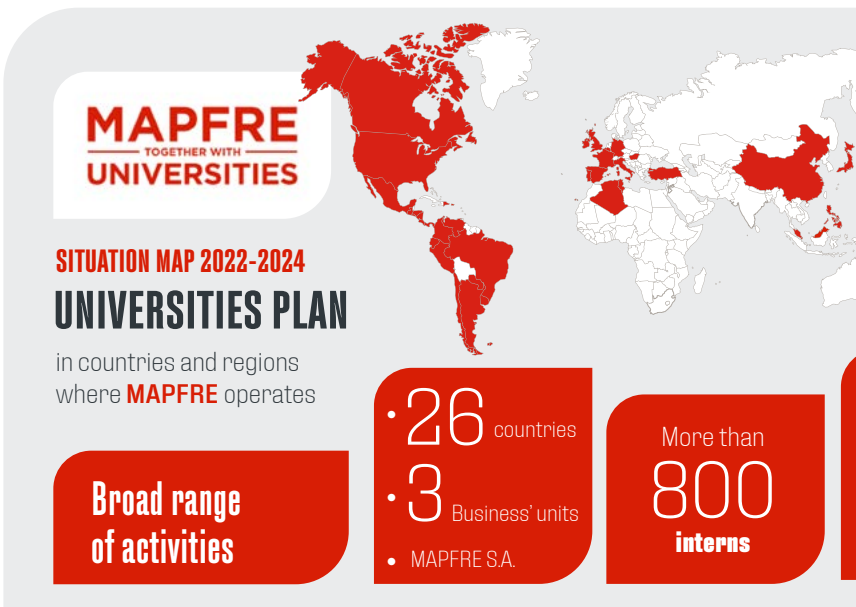 MAPFRE
TOGETHER WITH
UNIVERSITIES
SITUATION MAP 2022-2024
UNIVERSITIES PLAN
in countries and regions
where MAPFRE operates
Broad range
of activities
• 26 countries
• 3 Business' units
• MAPFRE S.A.
More than
800
interns